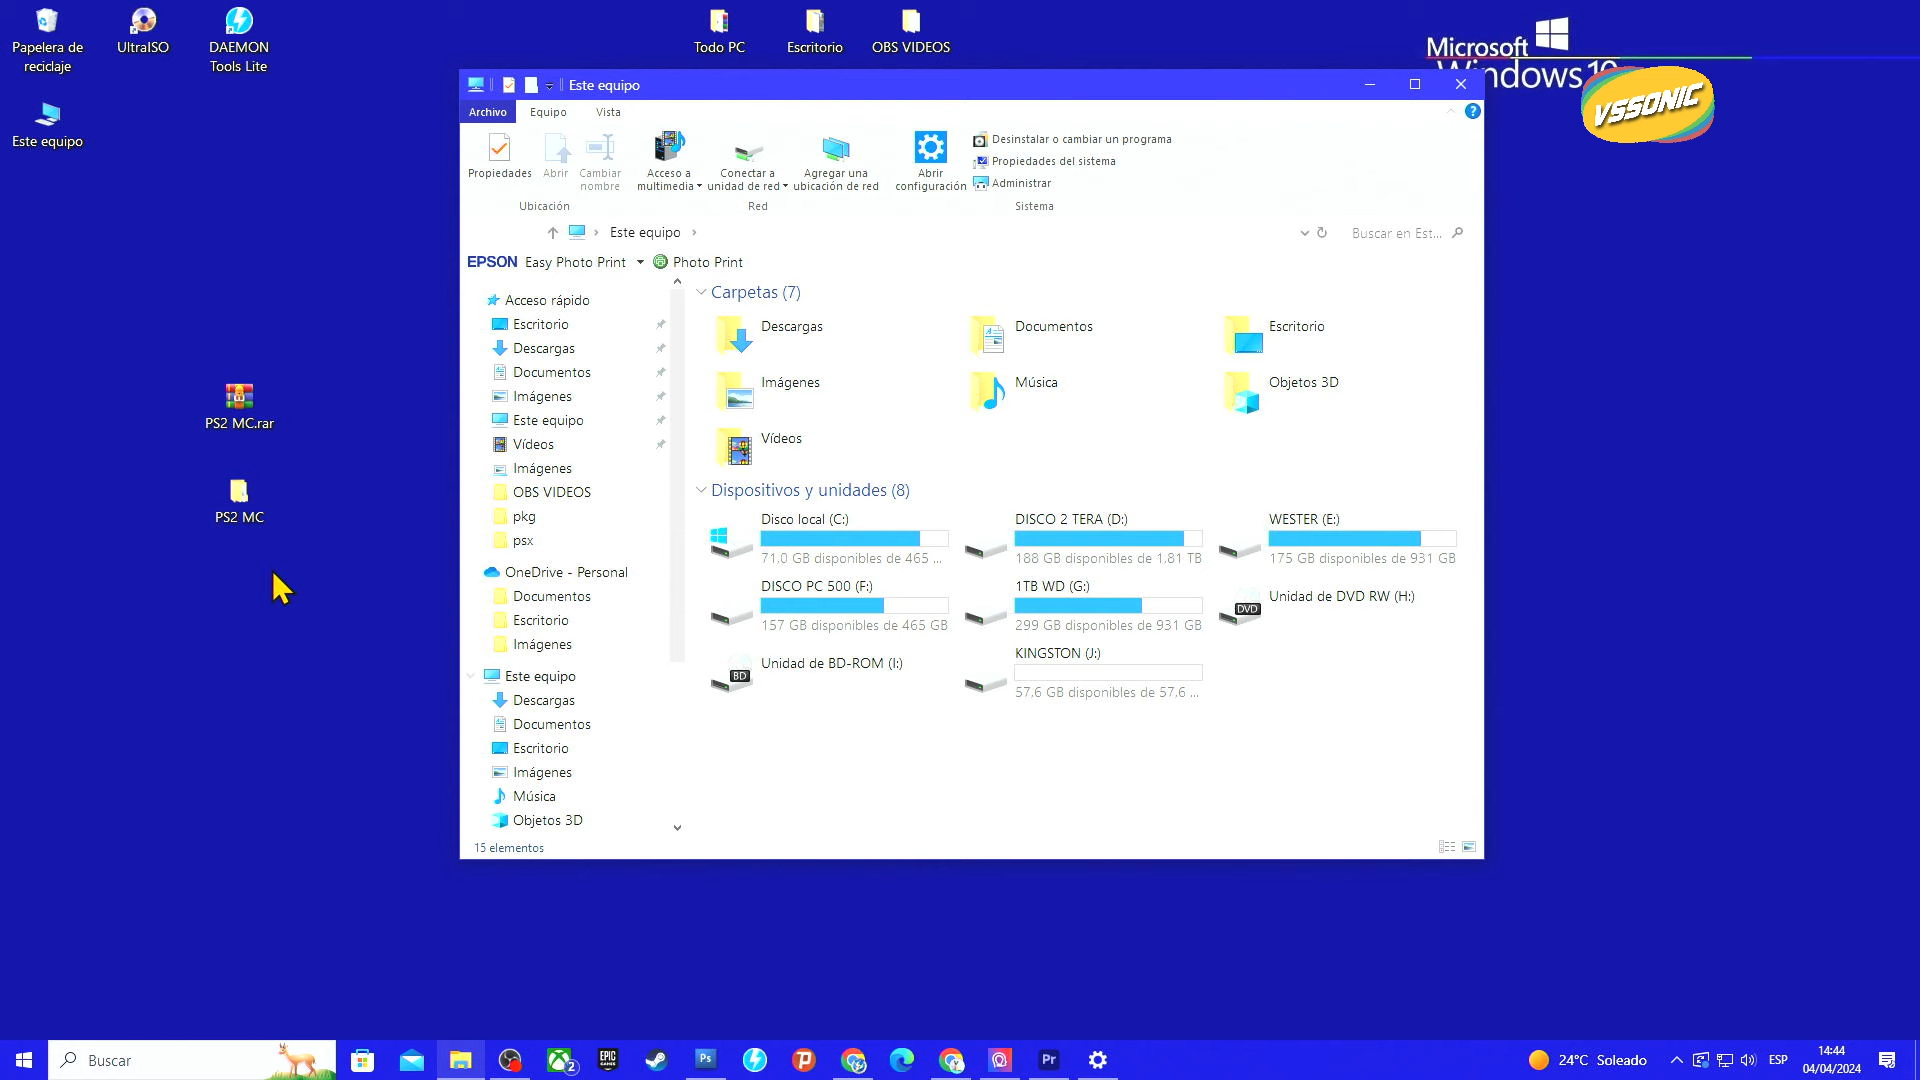 Papelera de
reciclaje
UltraISO
DAEMON
Tools Lite
Todo PC
Escritorio
OBS VIDEOS
Microsoft
Windows 10
VSSONIC
Este equipo
PS2 MC.rar
PS2 MC
Este equipo
Archivo
Equipo
Vista
?
Propiedades
Abrir
Cambiar
nombre
Ubicación
Acceso a
multimedia
Conectar a
unidad de red
Agregar una
ubicación de red
Red
Abrir
configuración
Desinstalar o cambiar un programa
Propiedades del sistema
Administrar
Sistema
Este equipo
Buscar en Est...
EPSON Easy Photo Print
Photo Print
Acceso rápido
Escritorio
Descargas
Documentos
Imágenes
Este equipo
Vídeos
Imágenes
OBS VIDEOS
pkg
psx
OneDrive - Personal
Documentos
Escritorio
Imágenes
Este equipo
Descargas
Documentos
Escritorio
Imágenes
Música
Objetos 3D
Carpetas (7)
Descargas
Documentos
Escritorio
Imágenes
Música
Objetos 3D
Vídeos
Dispositivos y unidades (8)
Disco local (C:)
71,0 GB disponibles de 465 ...
DISCO 2 TERA (D:)
188 GB disponibles de 1,81 TB
WESTER (E:)
175 GB disponibles de 931 GB
DISCO PC 500 (F:)
157 GB disponibles de 465 GB
1TB WD (G:)
299 GB disponibles de 931 GB
DVD
Unidad de DVD RW (H:)
BD
Unidad de BD-ROM (I:)
KINGSTON (J:)
57,6 GB disponibles de 57,6 ...
15 elementos
Buscar
2
EPIC
GAMES
Ps
Pr
24°C Soleado
ESP
14:44
04/04/2024